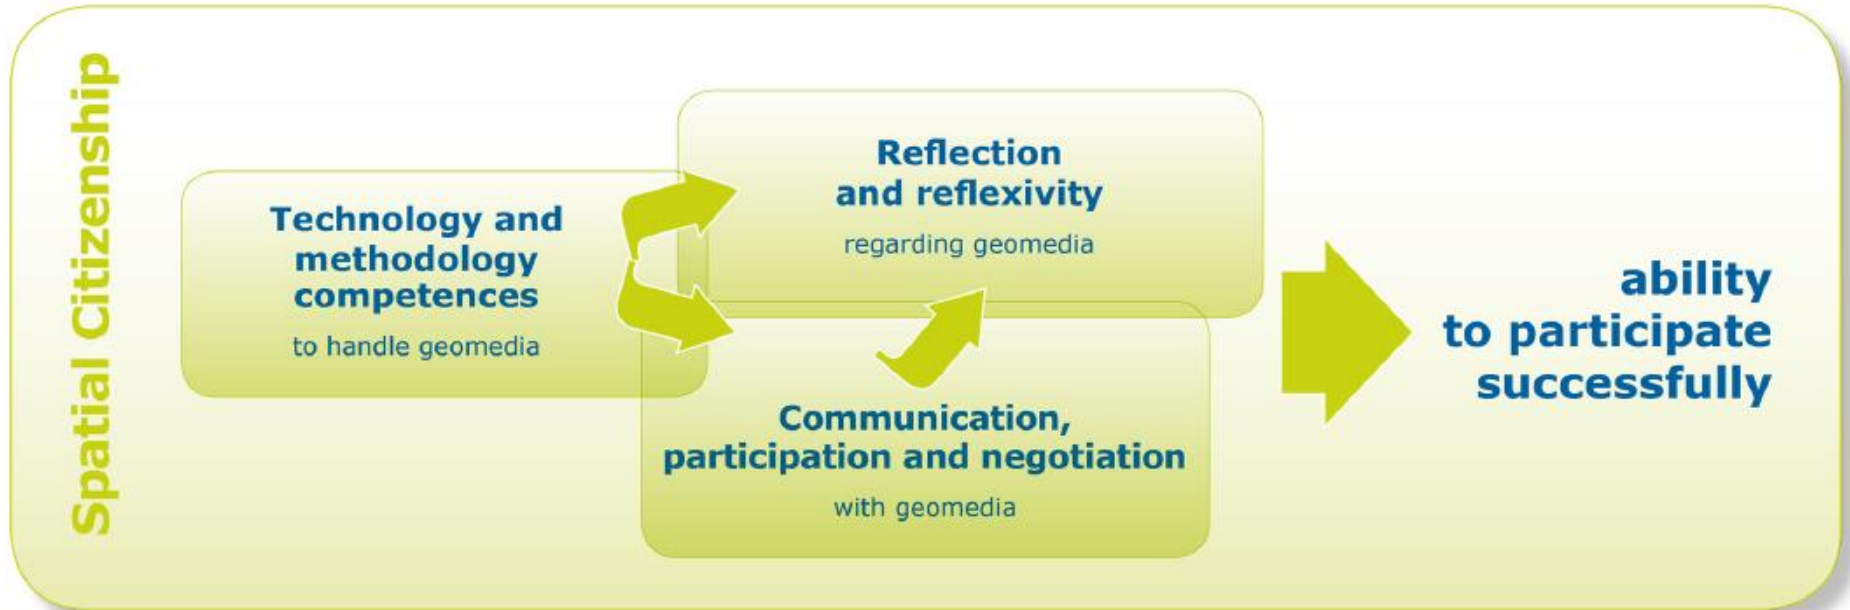 Spatial Citizenship
Technology and
methodology
competences
to handle geomedia
Reflection
and reflexivity
regarding geomedia
Communication,
participation and negotiation
with geomedia
ability
to participate
successfully